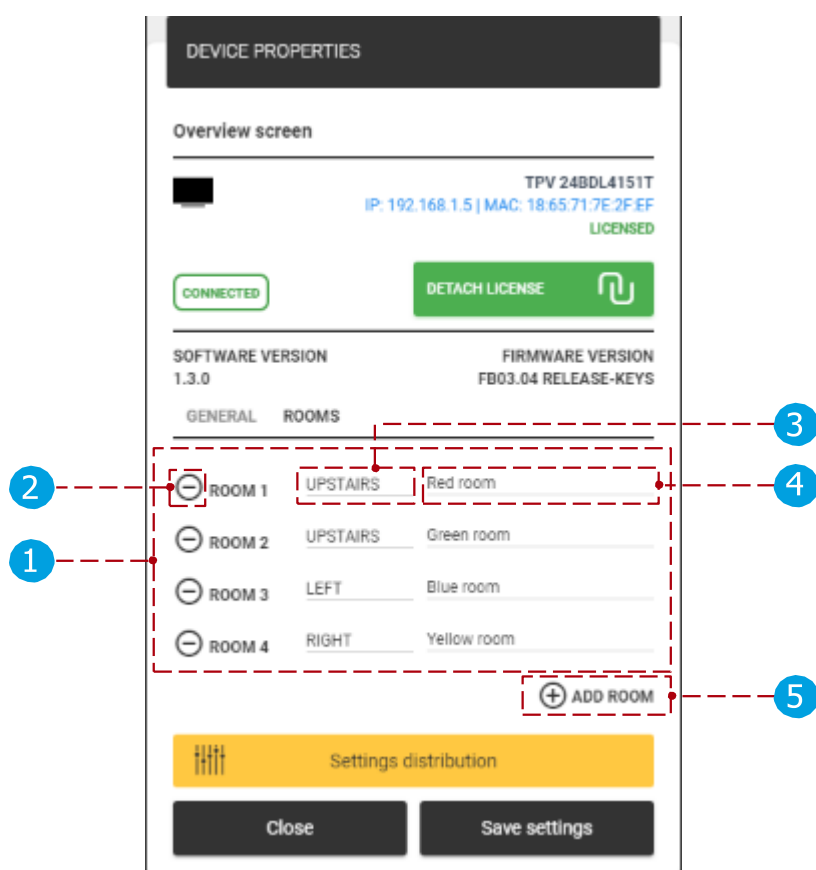 DEVICE PROPERTIES
Overview screen
TPV 24BDL4151T
IP: 192.168.1.5 | MAC: 18:65:71:7E:2F:EF
LICENSED
CONNECTED
DETACH LICENSE
SOFTWARE VERSION FIRMWARE VERSION
1.3.0 FB03.04 RELEASE-KEYS
GENERAL ROOMS
3
2 ROOM 1 UPSTAIRS Red room 4
ROOM 2 UPSTAIRS Green room
1
ROOM 3 LEFT Blue room
ROOM 4 RIGHT Yellow room
ADD ROOM 5
Settings distribution
Close Save settings